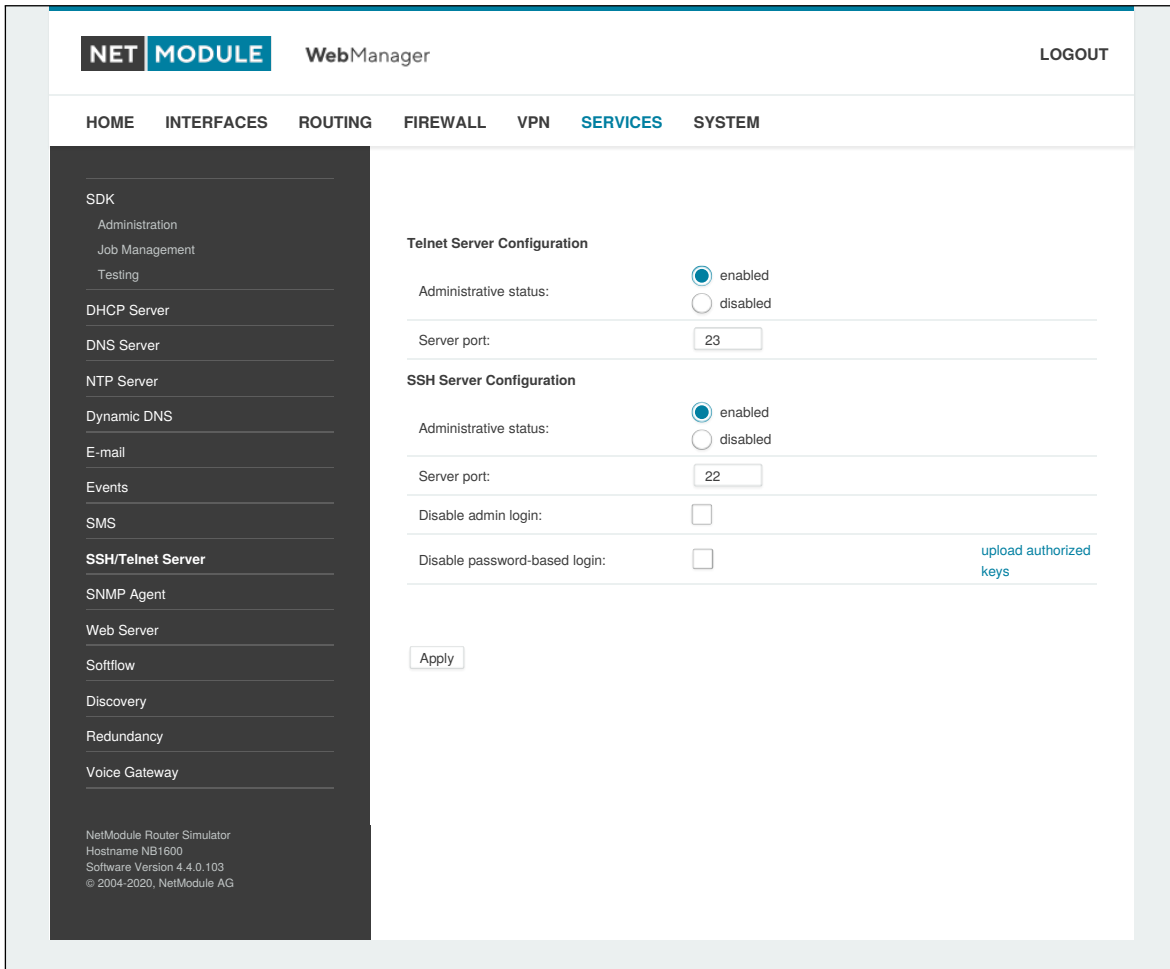 NET MODULE WebManager LOGOUT
HOME INTERFACES ROUTING FIREWALL VPN SERVICES SYSTEM
SDK
Administration
Job Management
Testing
DHCP Server
DNS Server
NTP Server
Dynamic DNS
E-mail
Events
SMS
SSH/Telnet Server
SNMP Agent
Web Server
Softflow
Discovery
Redundancy
Voice Gateway
NetModule Router Simulator
Hostname NB1600
Software Version 4.4.0.103
© 2004-2020, NetModule AG
Telnet Server Configuration
Administrative status:
enabled
disabled
Server port: 23
SSH Server Configuration
Administrative status:
enabled
disabled
Server port: 22
Disable admin login:
Disable password-based login:
upload authorized
keys
Apply